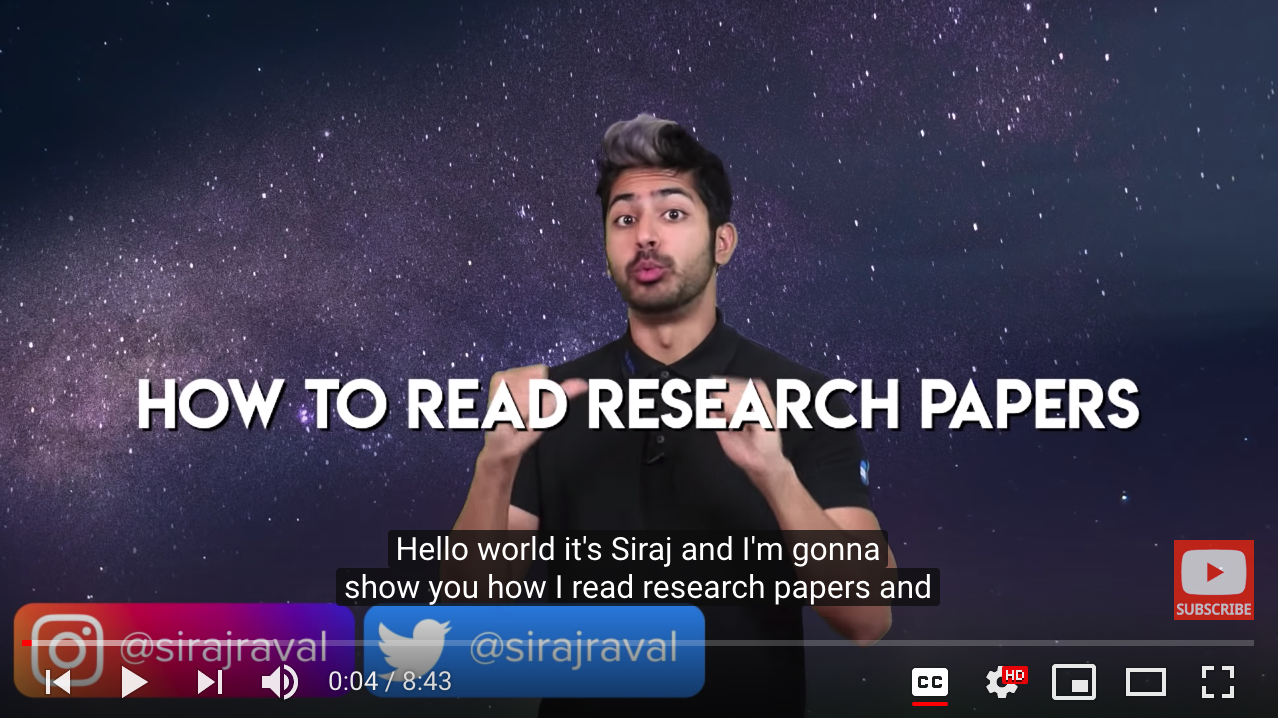 HOW TO READ RESEARCH PAPERS
Hello world it's Siraj and I'm gonna
show you how I read research papers and
SUBSCRIBE
@sirajraval
@sirajraval
0:04 / 8:43
CC
HD